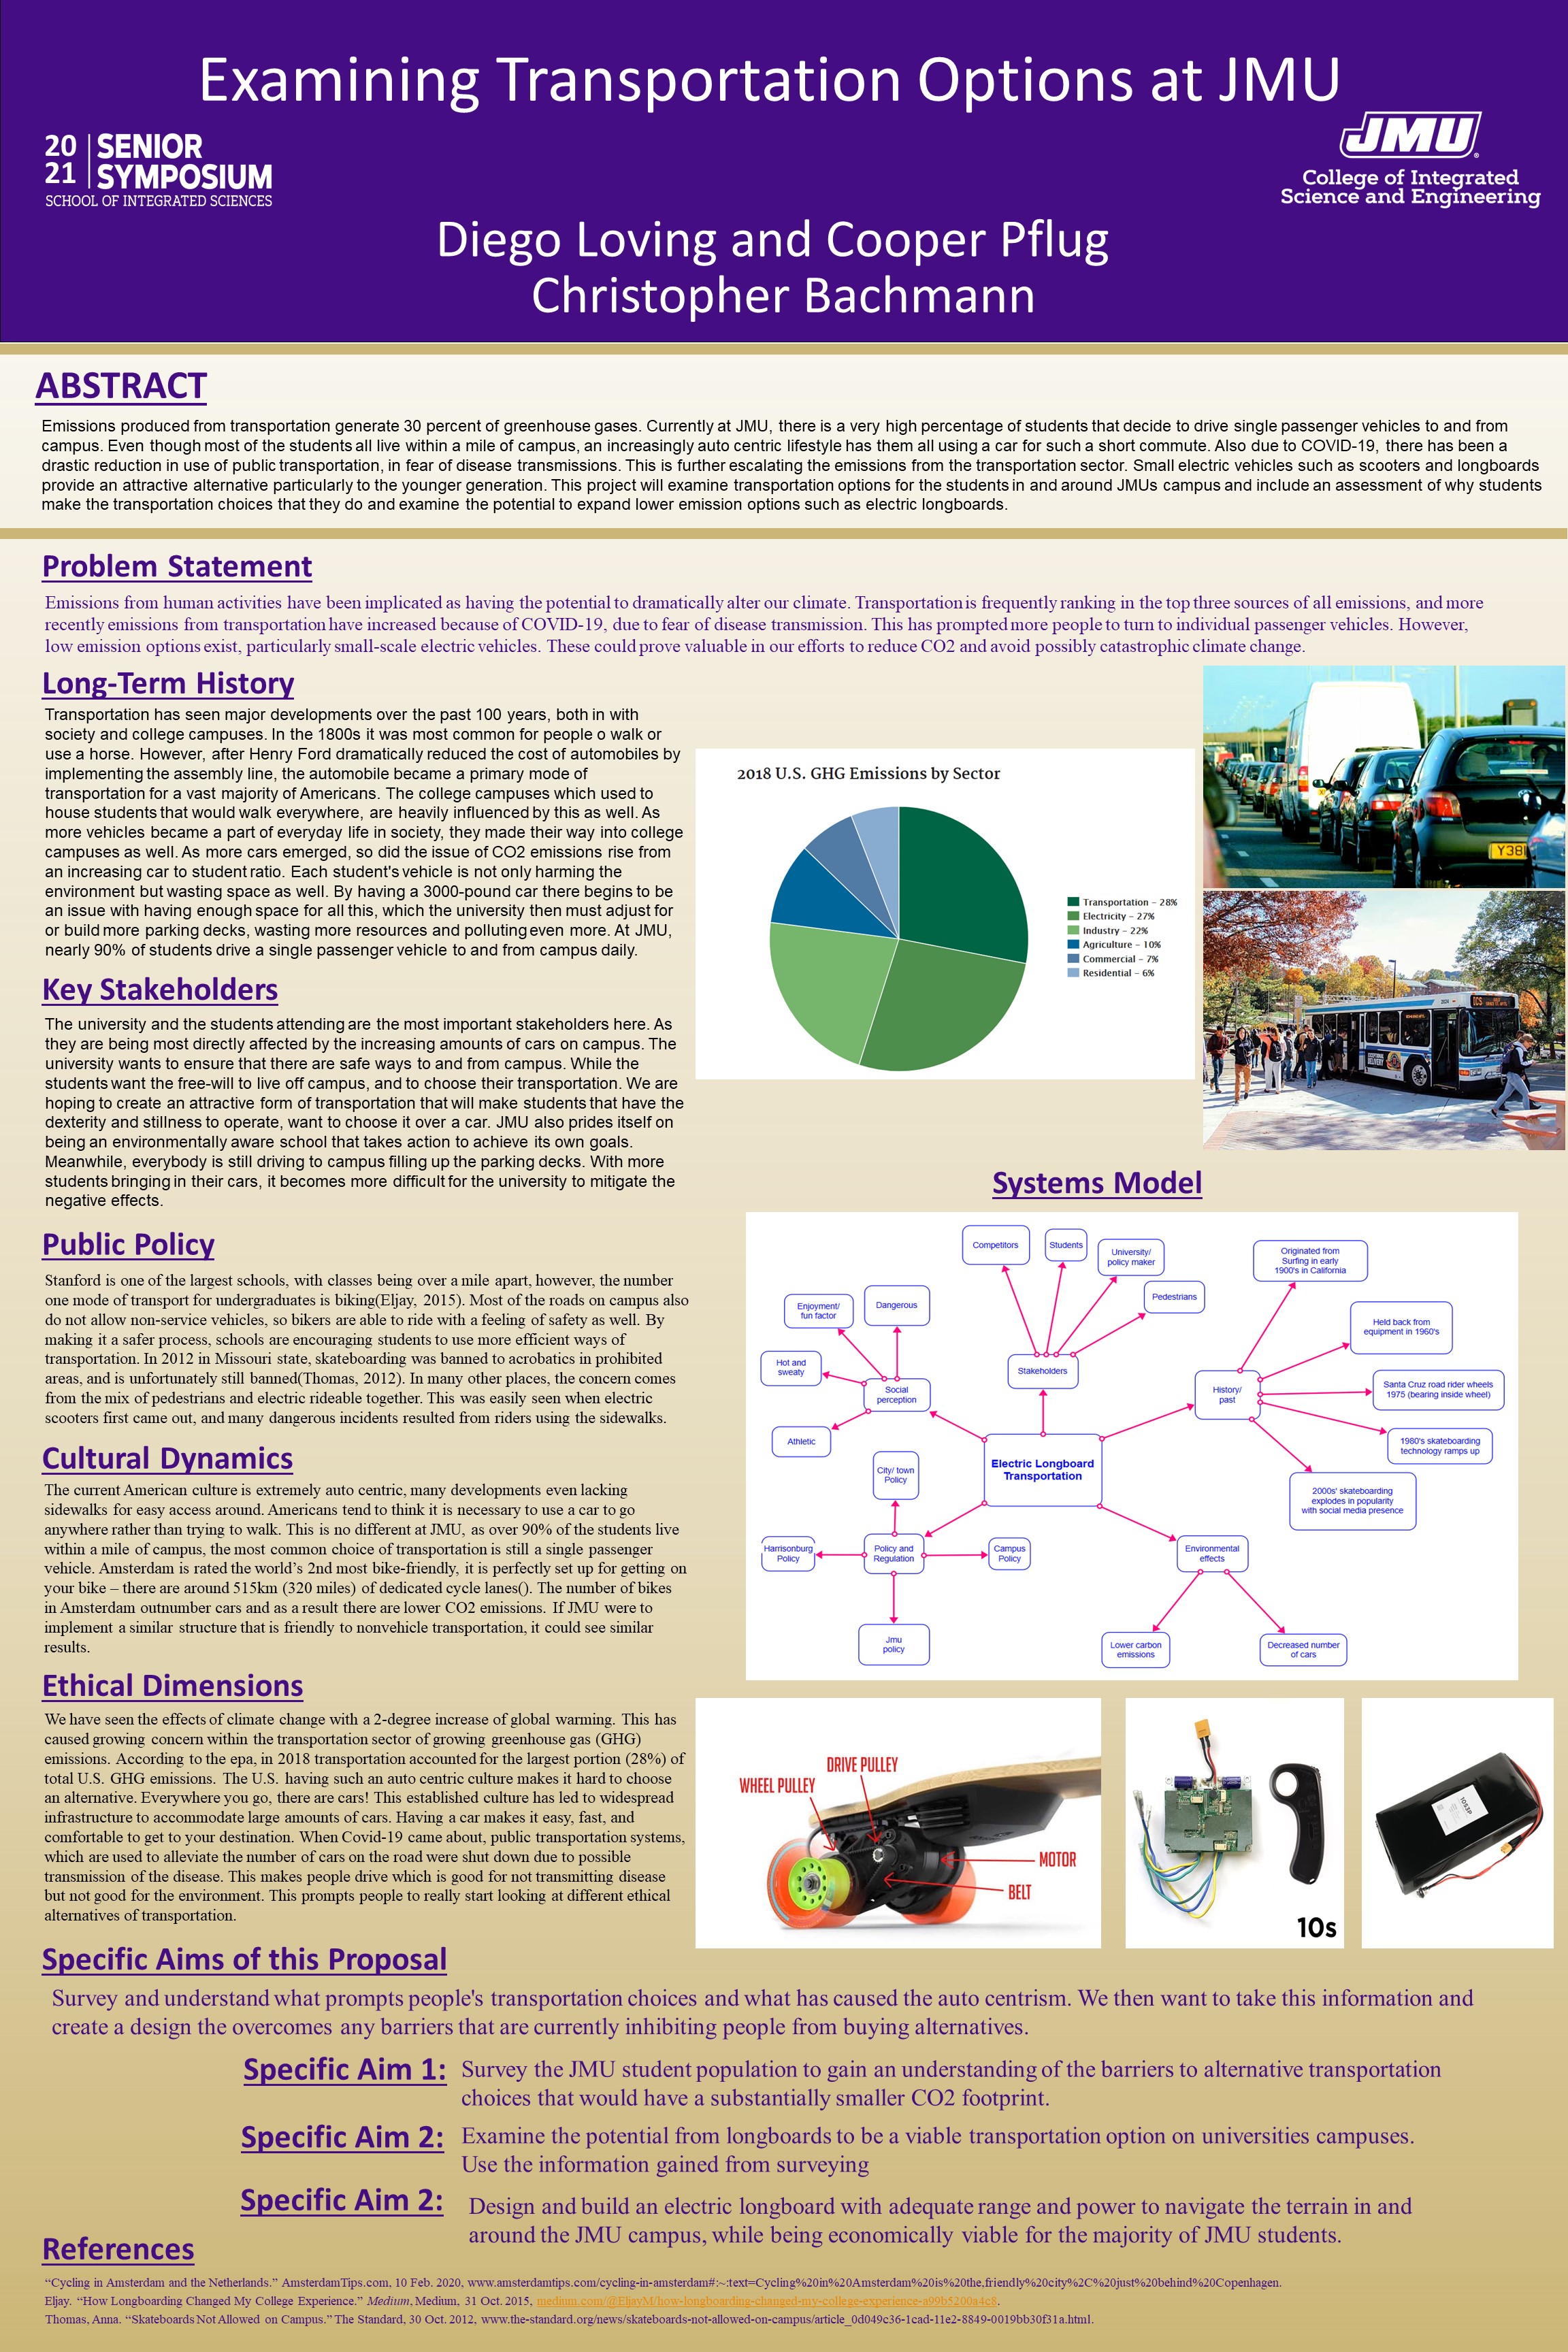 Examining Transportation Options at JMU
20
21
SENIOR
SYMPOSIUM
SCHOOL OF INTEGRATED SCIENCES
JMU
College of Integrated
Science and Engineering
Diego Loving and Cooper Pflug
Christopher Bachmann
ABSTRACT
Emissions produced from transportation generate 30 percent of greenhouse gases. Currently at JMU, there is a very high percentage of students that decide to drive single passenger vehicles to and from
campus. Even though most of the students all live within a mile of campus, an increasingly auto centric lifestyle has them all using a car for such a short commute. Also due to COVID-19, there has been a
drastic reduction in use of public transportation, in fear of disease transmissions. This is further escalating the emissions from the transportation sector. Small electric vehicles such as scooters and longboards
provide an attractive alternative particularly to the younger generation. This project will examine transportation options for the students in and around JMUs campus and include an assessment of why students
make the transportation choices that they do and examine the potential to expand lower emission options such as electric longboards.
Problem Statement
Emissions from human activities have been implicated as having the potential to dramatically alter our climate. Transportation is frequently ranking in the top three sources of all emissions, and more
recently emissions from transportation have increased because of COVID-19, due to fear of disease transmission. This has prompted more people to turn to individual passenger vehicles. However,
low emission options exist, particularly small-scale electric vehicles. These could prove valuable in our efforts to reduce CO2 and avoid possibly catastrophic climate change.
Long-Term History
Transportation has seen major developments over the past 100 years, both in with
society and college campuses. In the 1800s it was most common for people o walk or
use a horse. However, after Henry Ford dramatically reduced the cost of automobiles by
implementing the assembly line, the automobile became a primary mode of
transportation for a vast majority of Americans. The college campuses which used to
house students that would walk everywhere, are heavily influenced by this as well. As
more vehicles became a part of everyday life in society, they made their way into college
campuses as well. As more cars emerged, so did the issue of CO2 emissions rise from
an increasing car to student ratio. Each student's vehicle is not only harming the
environment but wasting space as well. By having a 3000-pound car there begins to be
an issue with having enough space for all this, which the university then must adjust for
or build more parking decks, wasting more resources and polluting even more. At JMU,
nearly 90% of students drive a single passenger vehicle to and from campus daily.
Key Stakeholders
The university and the students attending are the most important stakeholders here. As
they are being most directly affected by the increasing amounts of cars on campus. The
university wants to ensure that there are safe ways to and from campus. While the
students want the free-will to live off campus, and to choose their transportation. We are
hoping to create an attractive form of transportation that will make students that have the
dexterity and stillness to operate, want to choose it over a car. JMU also prides itself on
being an environmentally aware school that takes action to achieve its own goals.
Meanwhile, everybody is still driving to campus filling up the parking decks. With more
students bringing in their cars, it becomes more difficult for the university to mitigate the
negative effects.
Public Policy
Stanford is one of the largest schools, with classes being over a mile apart, however, the number
one mode of transport for undergraduates is biking(Eljay, 2015). Most of the roads on campus also
do not allow non-service vehicles, so bikers are able to ride with a feeling of safety as well. By
making it a safer process, schools are encouraging students to use more efficient ways of
transportation. In 2012 in Missouri state, skateboarding was banned to acrobatics in prohibited
areas, and is unfortunately still banned(Thomas, 2012). In many other places, the concern comes
from the mix of pedestrians and electric rideable together. This was easily seen when electric
scooters first came out, and many dangerous incidents resulted from riders using the sidewalks.
Cultural Dynamics
The current American culture is extremely auto centric, many developments even lacking
sidewalks for easy access around. Americans tend to think it is necessary to use a car to go
anywhere rather than trying to walk. This is no different at JMU, as over 90% of the students live
within a mile of campus, the most common choice of transportation is still a single passenger
vehicle. Amsterdam is rated the world's 2nd most bike-friendly, it is perfectly set up for getting on
your bike – there are around 515km (320 miles) of dedicated cycle lanes(). The number of bikes
in Amsterdam outnumber cars and as a result there are lower CO2 emissions. If JMU were to
implement a similar structure that is friendly to nonvehicle transportation, it could see similar
results.
Ethical Dimensions
We have seen the effects of climate change with a 2-degree increase of global warming. This has
caused growing concern within the transportation sector of growing greenhouse gas (GHG)
emissions. According to the epa, in 2018 transportation accounted for the largest portion (28%) of
total U.S. GHG emissions. The U.S. having such an auto centric culture makes it hard to choose
an alternative. Everywhere you go, there are cars! This established culture has led to widespread
infrastructure to accommodate large amounts of cars. Having a car makes it easy, fast, and
comfortable to get to your destination. When Covid-19 came about, public transportation systems,
which are used to alleviate the number of cars on the road were shut down due to possible
transmission of the disease. This makes people drive which is good for not transmitting disease
but not good for the environment. This prompts people to really start looking at different ethical
alternatives of transportation.
2018 U.S. GHG Emissions by Sector
Transportation – 28%
Electricity – 27%
Industry – 22%
Agriculture – 10%
Commercial – 7%
Residential – 6%
Y38
Systems Model
Competitors
Students
University/
policy maker
Pedestrians
Stakeholders
Originated from
Surfing in early
1900's in California
Held back from
equipment in 1960's
Santa Cruz road rider wheels
1975 (bearing inside wheel)
1980's skateboarding
technology ramps up
2000s' skateboarding
explodes in popularity
with social media presence
History/
past
Enjoyment/
fun factor
Dangerous
Hot and
sweaty
Social
perception
Athletic
Electric Longboard
Transportation
City/ town
Policy
Harrisonburg
Policy
Policy and
Regulation
Campus
Policy
Jmu
policy
Environmental
effects
Lower carbon
emissions
Decreased number
of cars
WHEEL PULLEY
DRIVE PULLEY
MOTOR
BELT
10s
10S3P
Specific Aims of this Proposal
Survey and understand what prompts people's transportation choices and what has caused the auto centrism. We then want to take this information and
create a design the overcomes any barriers that are currently inhibiting people from buying alternatives.
Specific Aim 1: Survey the JMU student population to gain an understanding of the barriers to alternative transportation
choices that would have a substantially smaller CO2 footprint.
Specific Aim 2: Examine the potential from longboards to be a viable transportation option on universities campuses.
Use the information gained from surveying
Specific Aim 2: Design and build an electric longboard with adequate range and power to navigate the terrain in and
around the JMU campus, while being economically viable for the majority of JMU students.
References
“Cycling in Amsterdam and the Netherlands.” AmsterdamTips.com, 10 Feb. 2020, www.amsterdamtips.com/cycling-in-amsterdam#:~:text=Cycling%20in%20Amsterdam%20is%20the,friendly%20city%2C%20just%20behind%20Copenhagen.
Eljay. “How Longboarding Changed My College Experience.” Medium, Medium, 31 Oct. 2015, medium.com/@EljayM/how-longboarding-changed-my-college-experience-a99b5200a4c8.
Thomas, Anna. “Skateboards Not Allowed on Campus.” The Standard, 30 Oct. 2012, www.the-standard.org/news/skateboards-not-allowed-on-campus/article_0d049c36-1cad-11e2-8849-0019bb30f31a.html.